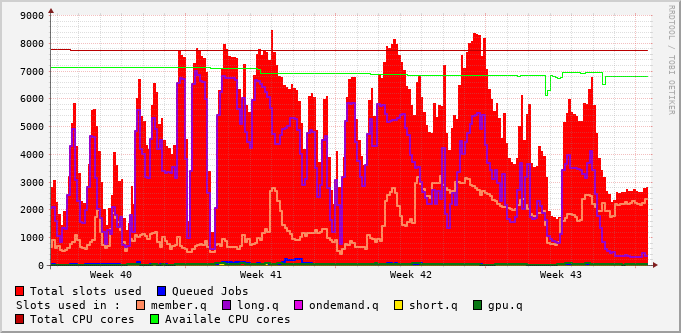 9000
8000
7000
6000
5000
4000
3000
2000
1000
0
Week 40 Week 41 Week 42 Week 43
RRDTOOL / TOBI OETIKER
Total slots used Queued Jobs
Slots used in : member.q long.q ondemand.q short.q gpu.q
Total CPU cores Availale CPU cores